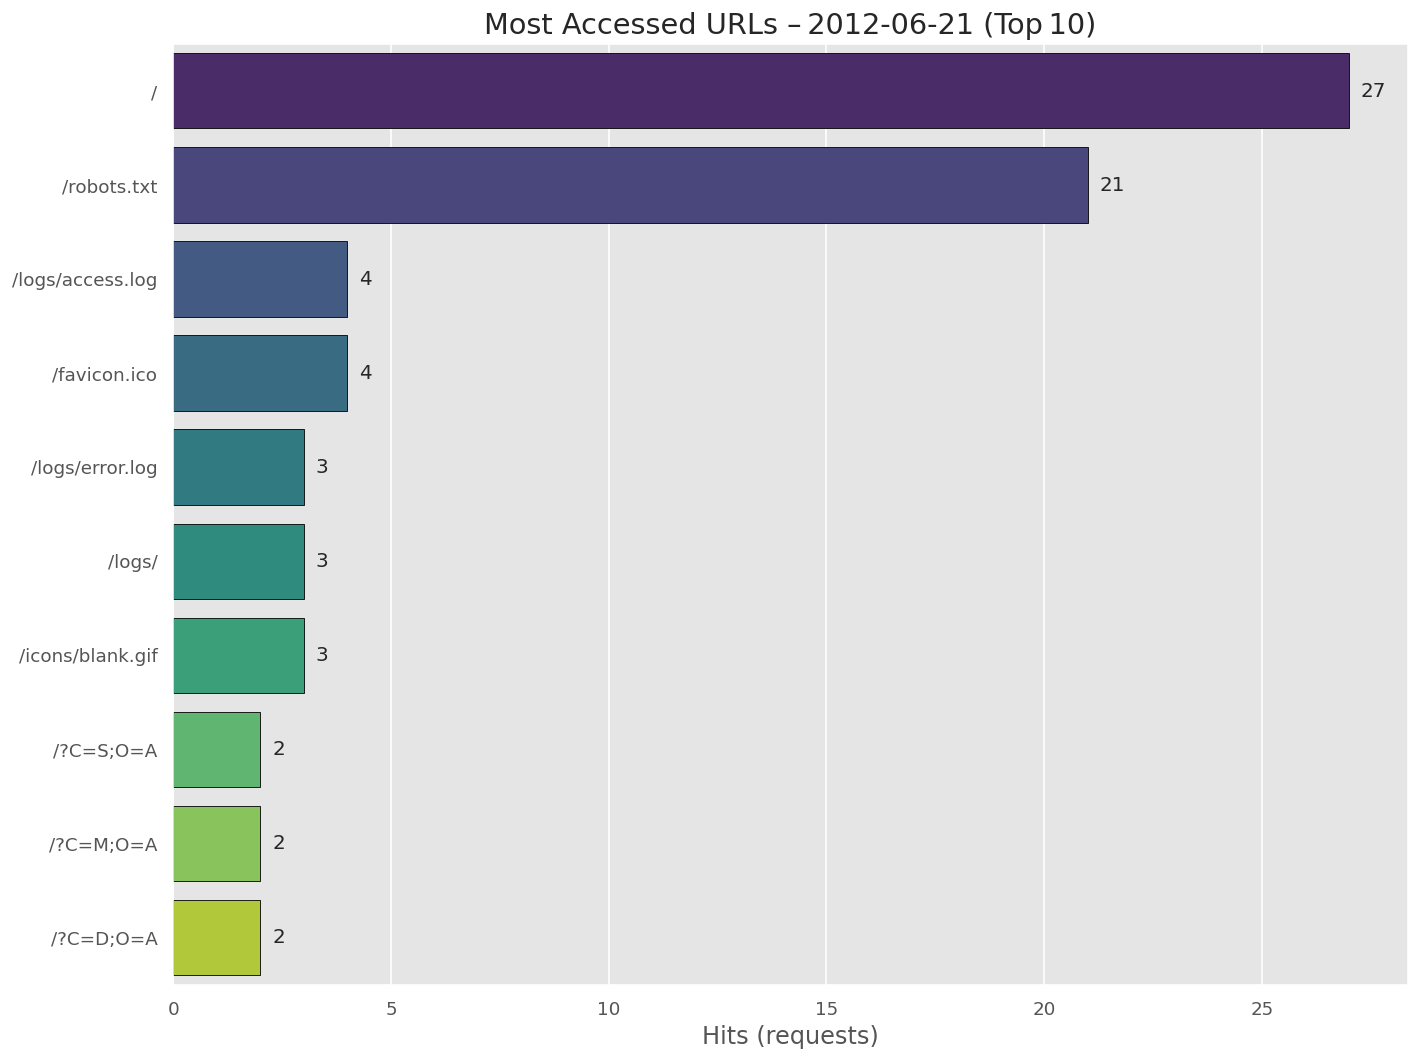 Most Accessed URLs – 2012-06-21 (Top 10)
/
27
/robots.txt
21
/logs/access.log
4
/favicon.ico
4
/logs/error.log
3
/logs/
3
/icons/blank.gif
3
/?C=S;O=A
2
/?C=M;O=A
2
/?C=D;O=A
2
0 5 10 15 20 25
Hits (requests)